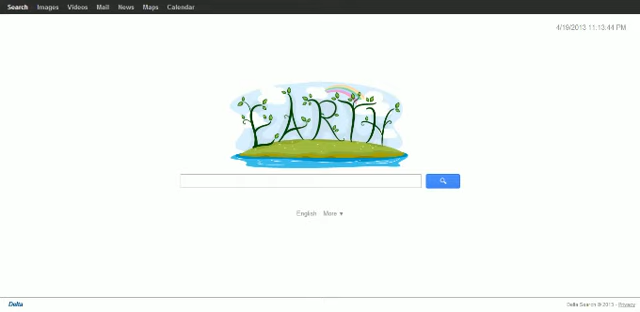 Search Images Videos Mail News Maps Calendar
4/19/2013 11:13:44 PM
EARTH
English More ▼
Delta
Delta Search © 2013 - Privacy